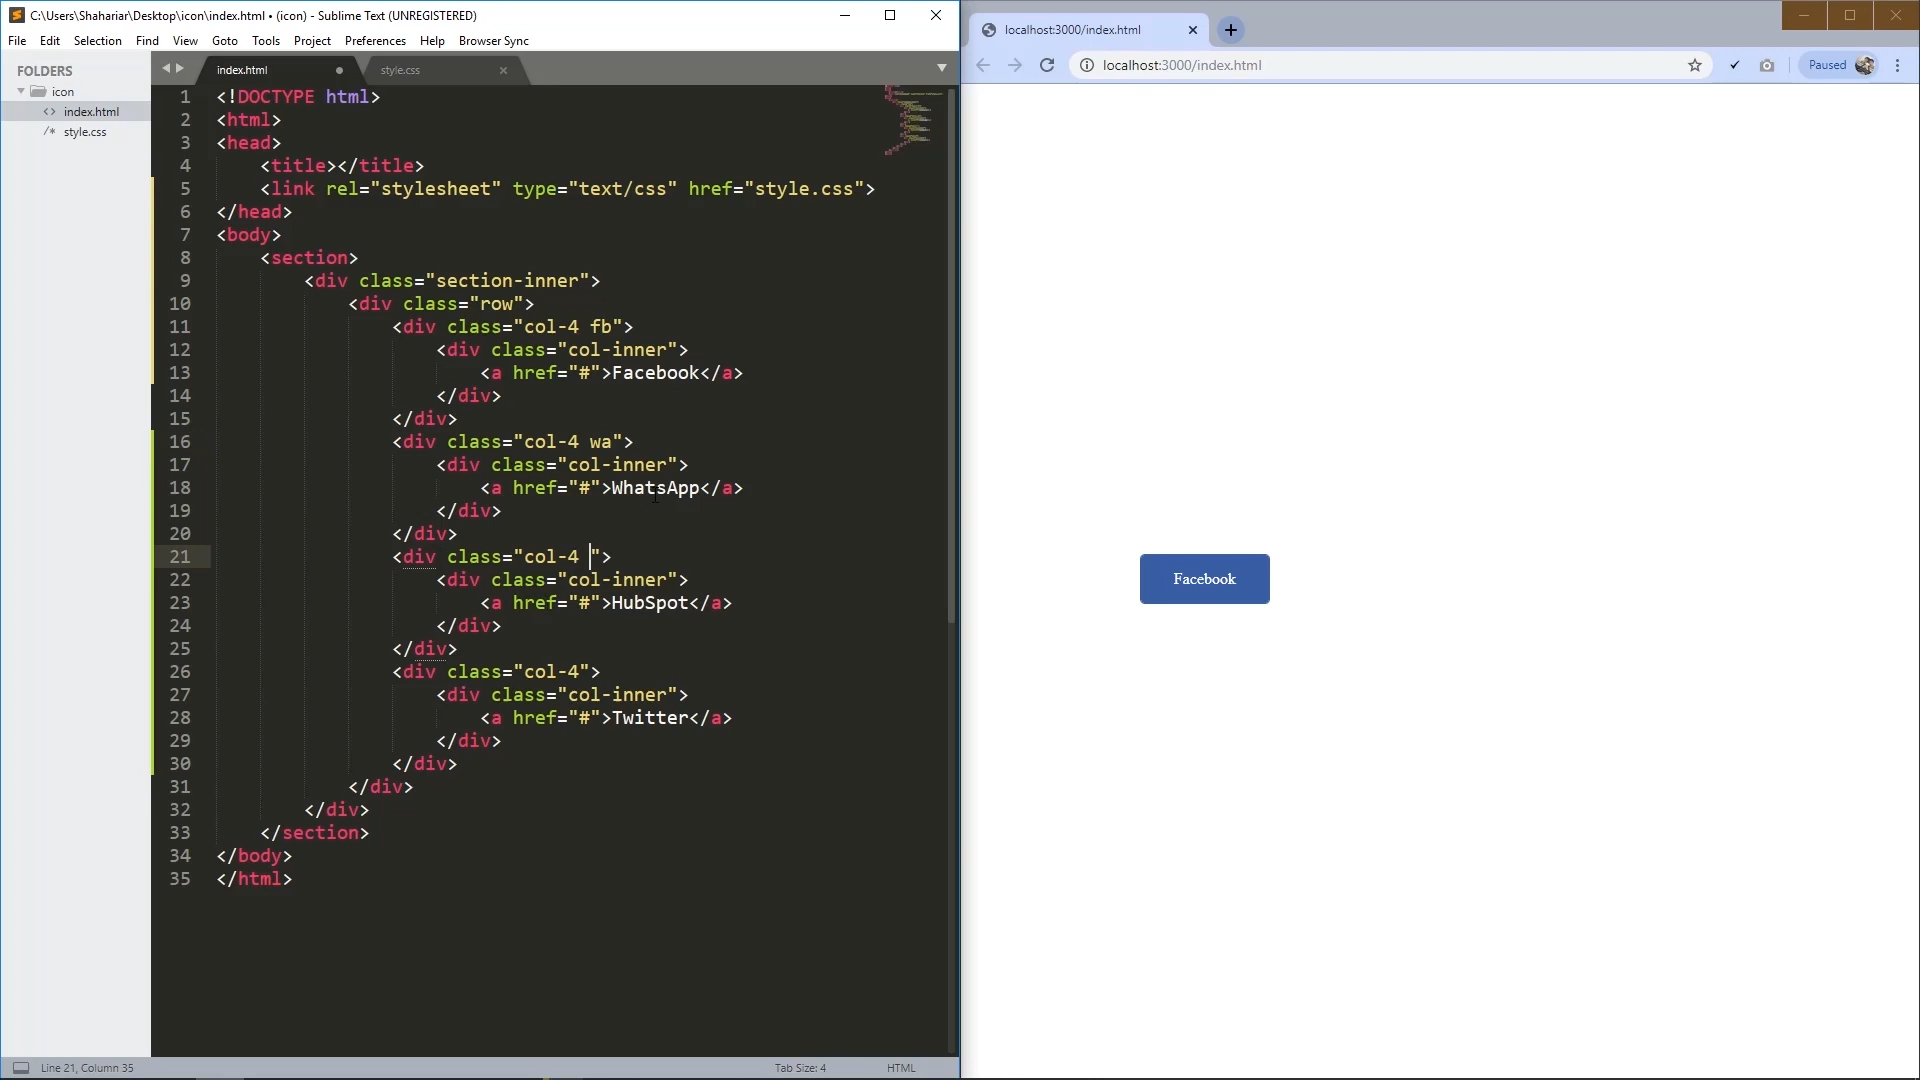 C:\Users\Shahariar\Desktop\icon\index.html • (icon) - Sublime Text (UNREGISTERED)
File Edit Selection Find View Goto Tools Project Preferences Help Browser Sync
FOLDERS
icon
index.html
style.css
index.html
style.css
1 <!DOCTYPE html>
2 <html>
3 <head>
4 <title></title>
5 <link rel="stylesheet" type="text/css" href="style.css">
6 </head>
7 <body>
8 <section>
9 <div class="section-inner">
10 <div class="row">
11 <div class="col-4 fb">
12 <div class="col-inner">
13 <a href="#">Facebook</a>
14 </div>
15 </div>
16 <div class="col-4 wa">
17 <div class="col-inner">
18 <a href="#">WhatsApp</a>
19 </div>
20 </div>
21 <div class="col-4 ">
22 <div class="col-inner">
23 <a href="#">HubSpot</a>
24 </div>
25 </div>
26 <div class="col-4">
27 <div class="col-inner">
28 <a href="#">Twitter</a>
29 </div>
30 </div>
31 </div>
32 </div>
33 </section>
34 </body>
35 </html>
Line 21, Column 35
Tab Size: 4
HTML
localhost:3000/index.html
localhost:3000/index.html
Paused
Facebook